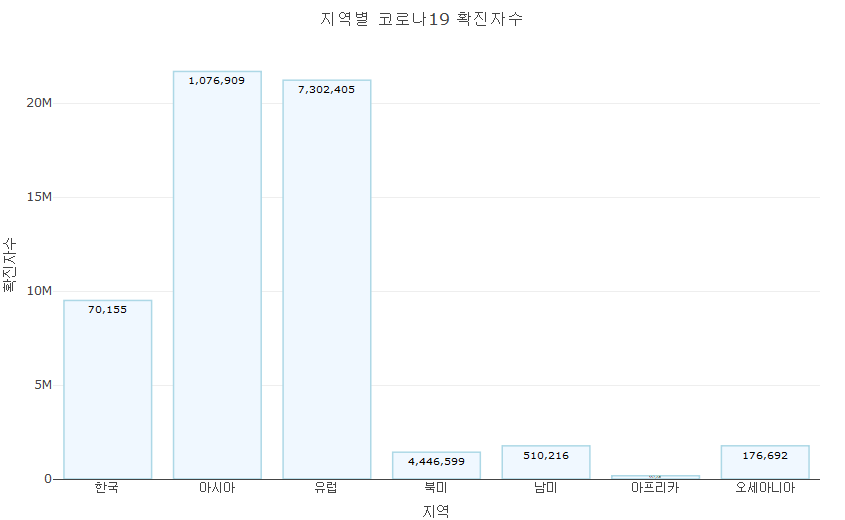 지역별 코로나19 확진자수
20M
15M
10M
5M
0
확진자수
70,155
1,076,909
7,302,405
4,446,599
510,216
176,692
한국
아시아
유럽
북미
남미
아프리카
오세아니아
지역